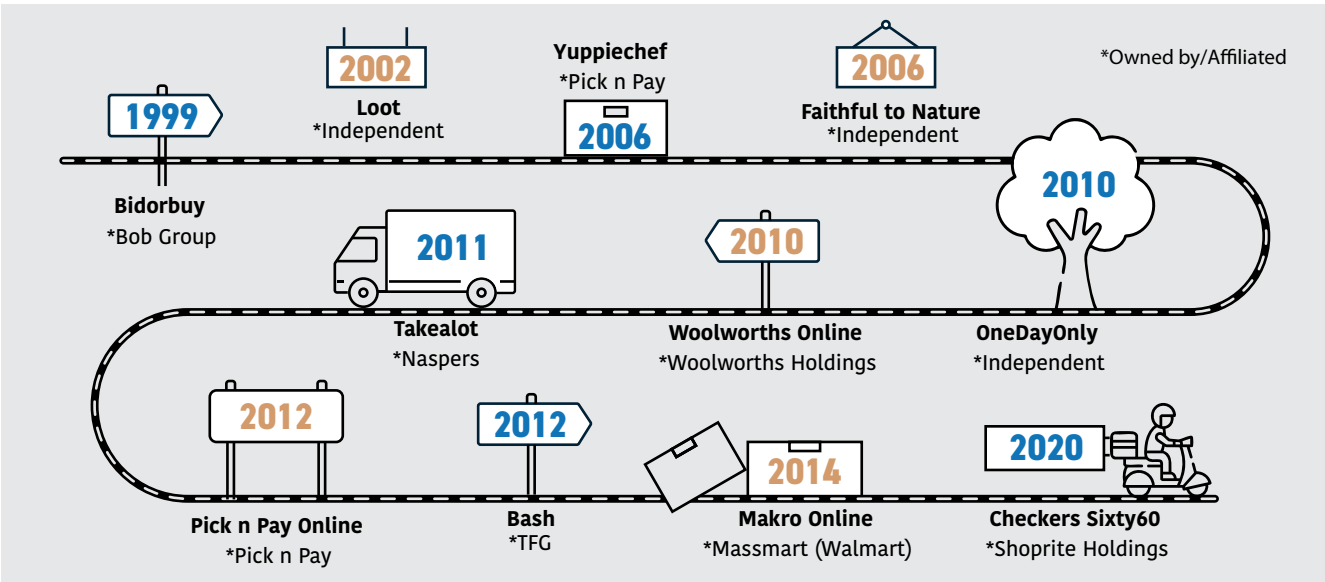 *Owned by/Affiliated
1999
Bidorbuy
*Bob Group
2002
Loot
*Independent
Yuppiechef
*Pick n Pay
2006
2006
Faithful to Nature
*Independent
2010
OneDayOnly
*Independent
2010
Woolworths Online
*Woolworths Holdings
2011
Takealot
*Naspers
2012
Pick n Pay Online
*Pick n Pay
2012
Bash
*TFG
2014
Makro Online
*Massmart (Walmart)
2020
Checkers Sixty60
*Shoprite Holdings